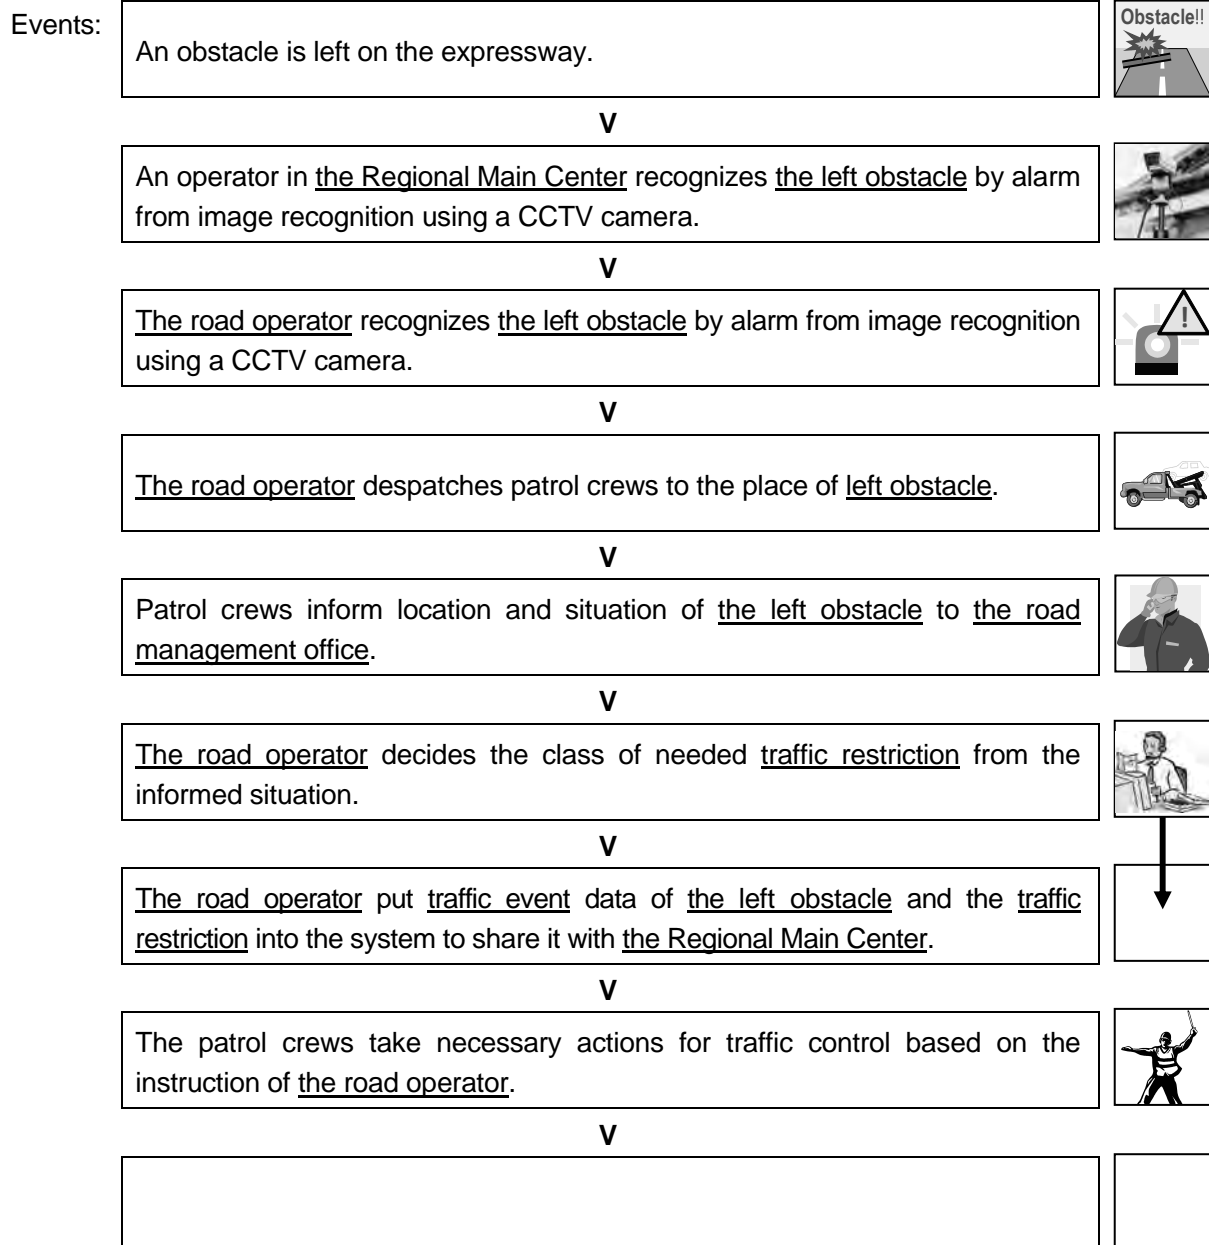 Events:
An obstacle is left on the expressway.
Obstacle!!
V
An operator in the Regional Main Center recognizes the left obstacle by alarm
from image recognition using a CCTV camera.
V
The road operator recognizes the left obstacle by alarm from image recognition
using a CCTV camera.
!
V
The road operator despatches patrol crews to the place of left obstacle.
V
Patrol crews inform location and situation of the left obstacle to the road
management office.
V
The road operator decides the class of needed traffic restriction from the
informed situation.
V
The road operator put traffic event data of the left obstacle and the traffic
restriction into the system to share it with the Regional Main Center.
V
The patrol crews take necessary actions for traffic control based on the
instruction of the road operator.
V